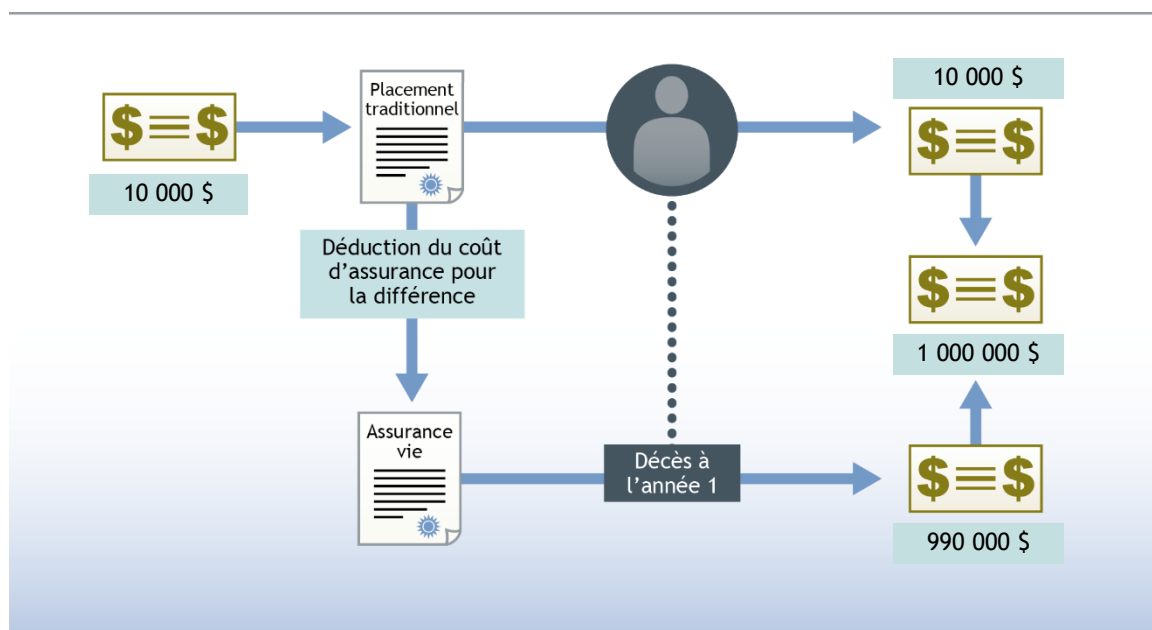 10 000 $
Placement
traditionnel
10 000 $
Déduction du coût
d’assurance pour
la différence
1 000 000 $
Assurance
vie
Décès à
l’année 1
990 000 $